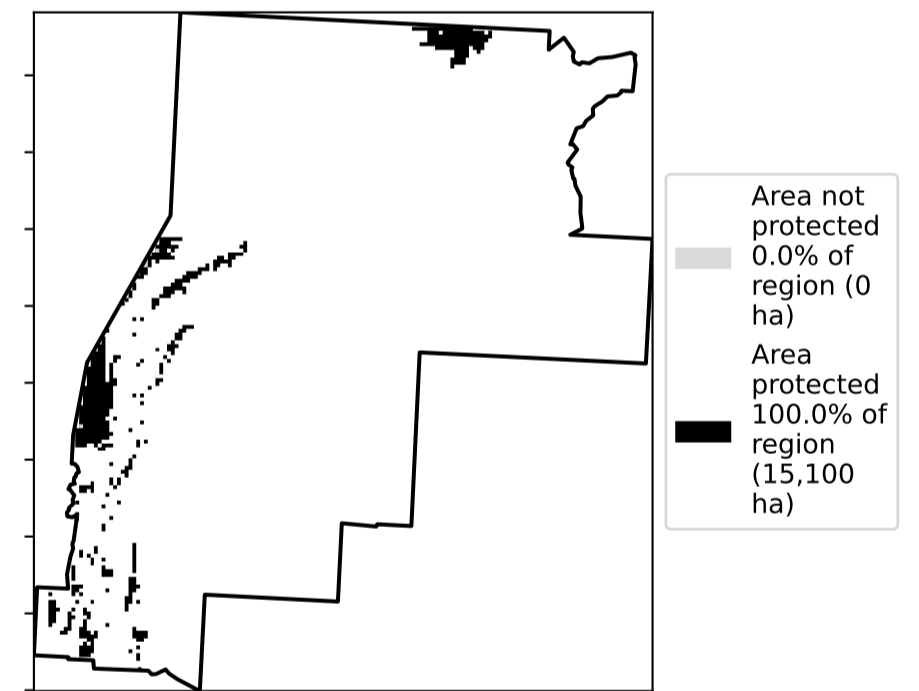 Area not
protected
0.0% of
region (0
ha)
Area
protected
100.0% of
region
(15,100
ha)